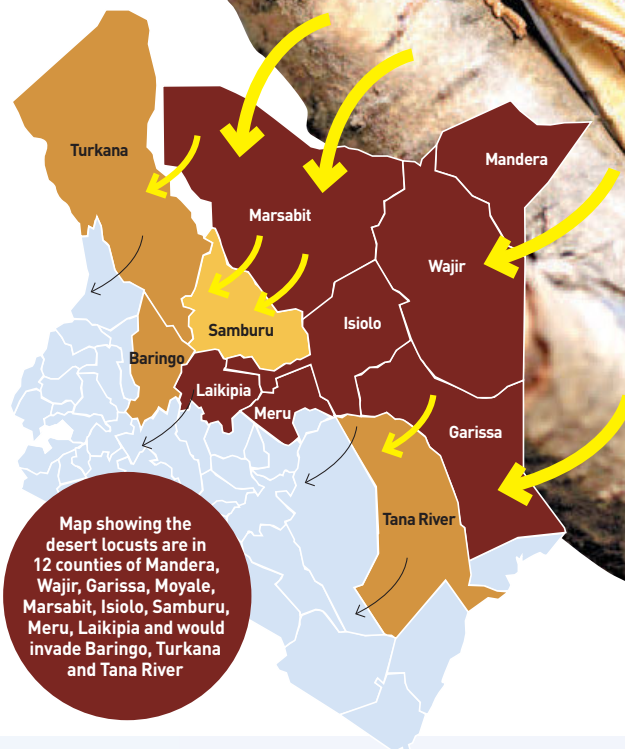 Turkana
Mandera
Marsabit
Wajir
Isiolo
Samburu
Baringo
Laikipia
Meru
Garissa
Tana River
Map showing the
desert locusts are in
12 counties of Mandera,
Wajir, Garissa, Moyale,
Marsabit, Isiolo, Samburu,
Meru, Laikipia and would
invade Baringo, Turkana
and Tana River